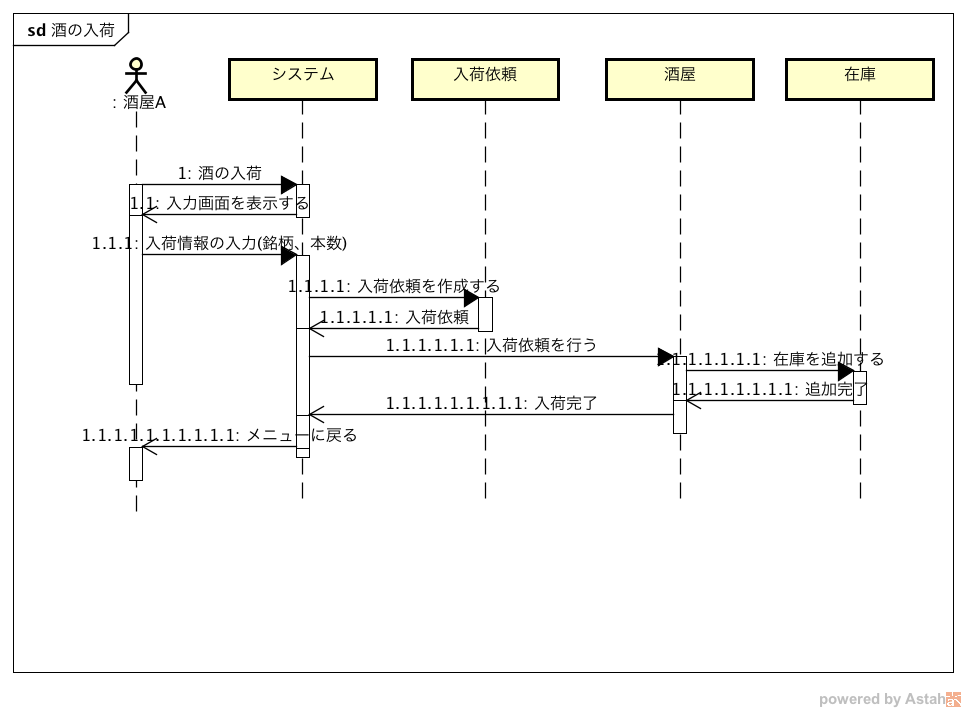 sd 酒の入荷
: 酒屋A
システム
入荷依頼
酒屋
在庫
1: 酒の入荷
1.1: 入力画面を表示する
1.1.1: 入荷情報の入力(銘柄、本数)
1.1.1.1: 入荷依頼を作成する
1.1.1.1.1: 入荷依頼
1.1.1.1.1.1: 入荷依頼を行う
1.1.1.1.1.1.1: 在庫を追加する
1.1.1.1.1.1.1.1: 追加完了
1.1.1.1.1.1.1.1.1: 入荷完了
1.1.1.1.1.1.1.1.1.1: メニューに戻る
powered by Astah